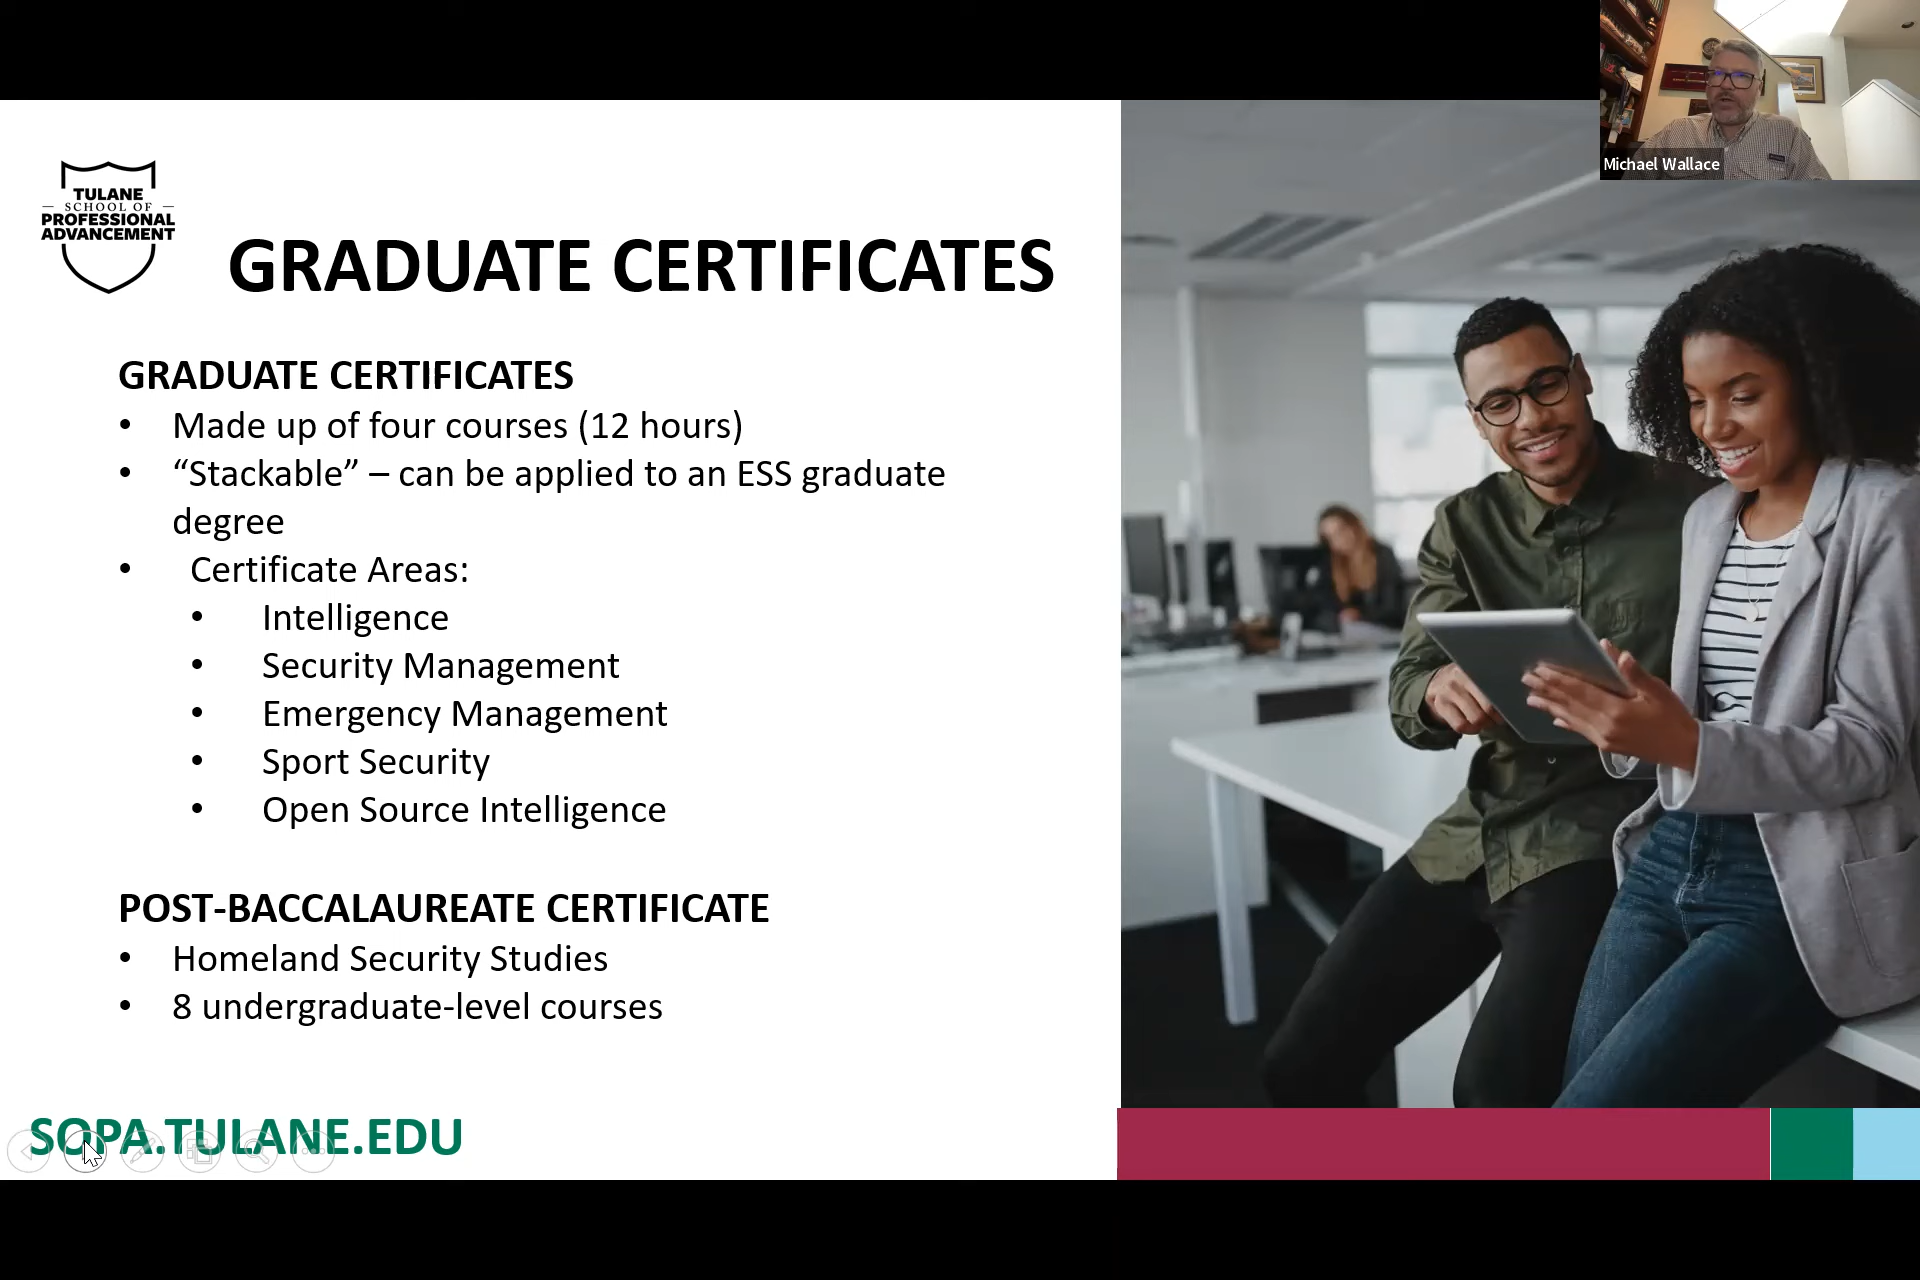 Michael Wallace
TULANE
SCHOOL OF
PROFESSIONAL
ADVANCEMENT
GRADUATE CERTIFICATES
GRADUATE CERTIFICATES
• Made up of four courses (12 hours)
• “Stackable” – can be applied to an ESS graduate
degree
• Certificate Areas:
• Intelligence
• Security Management
• Emergency Management
• Sport Security
• Open Source Intelligence
POST-BACCALAUREATE CERTIFICATE
• Homeland Security Studies
• 8 undergraduate-level courses
SOPA.TULANE.EDU